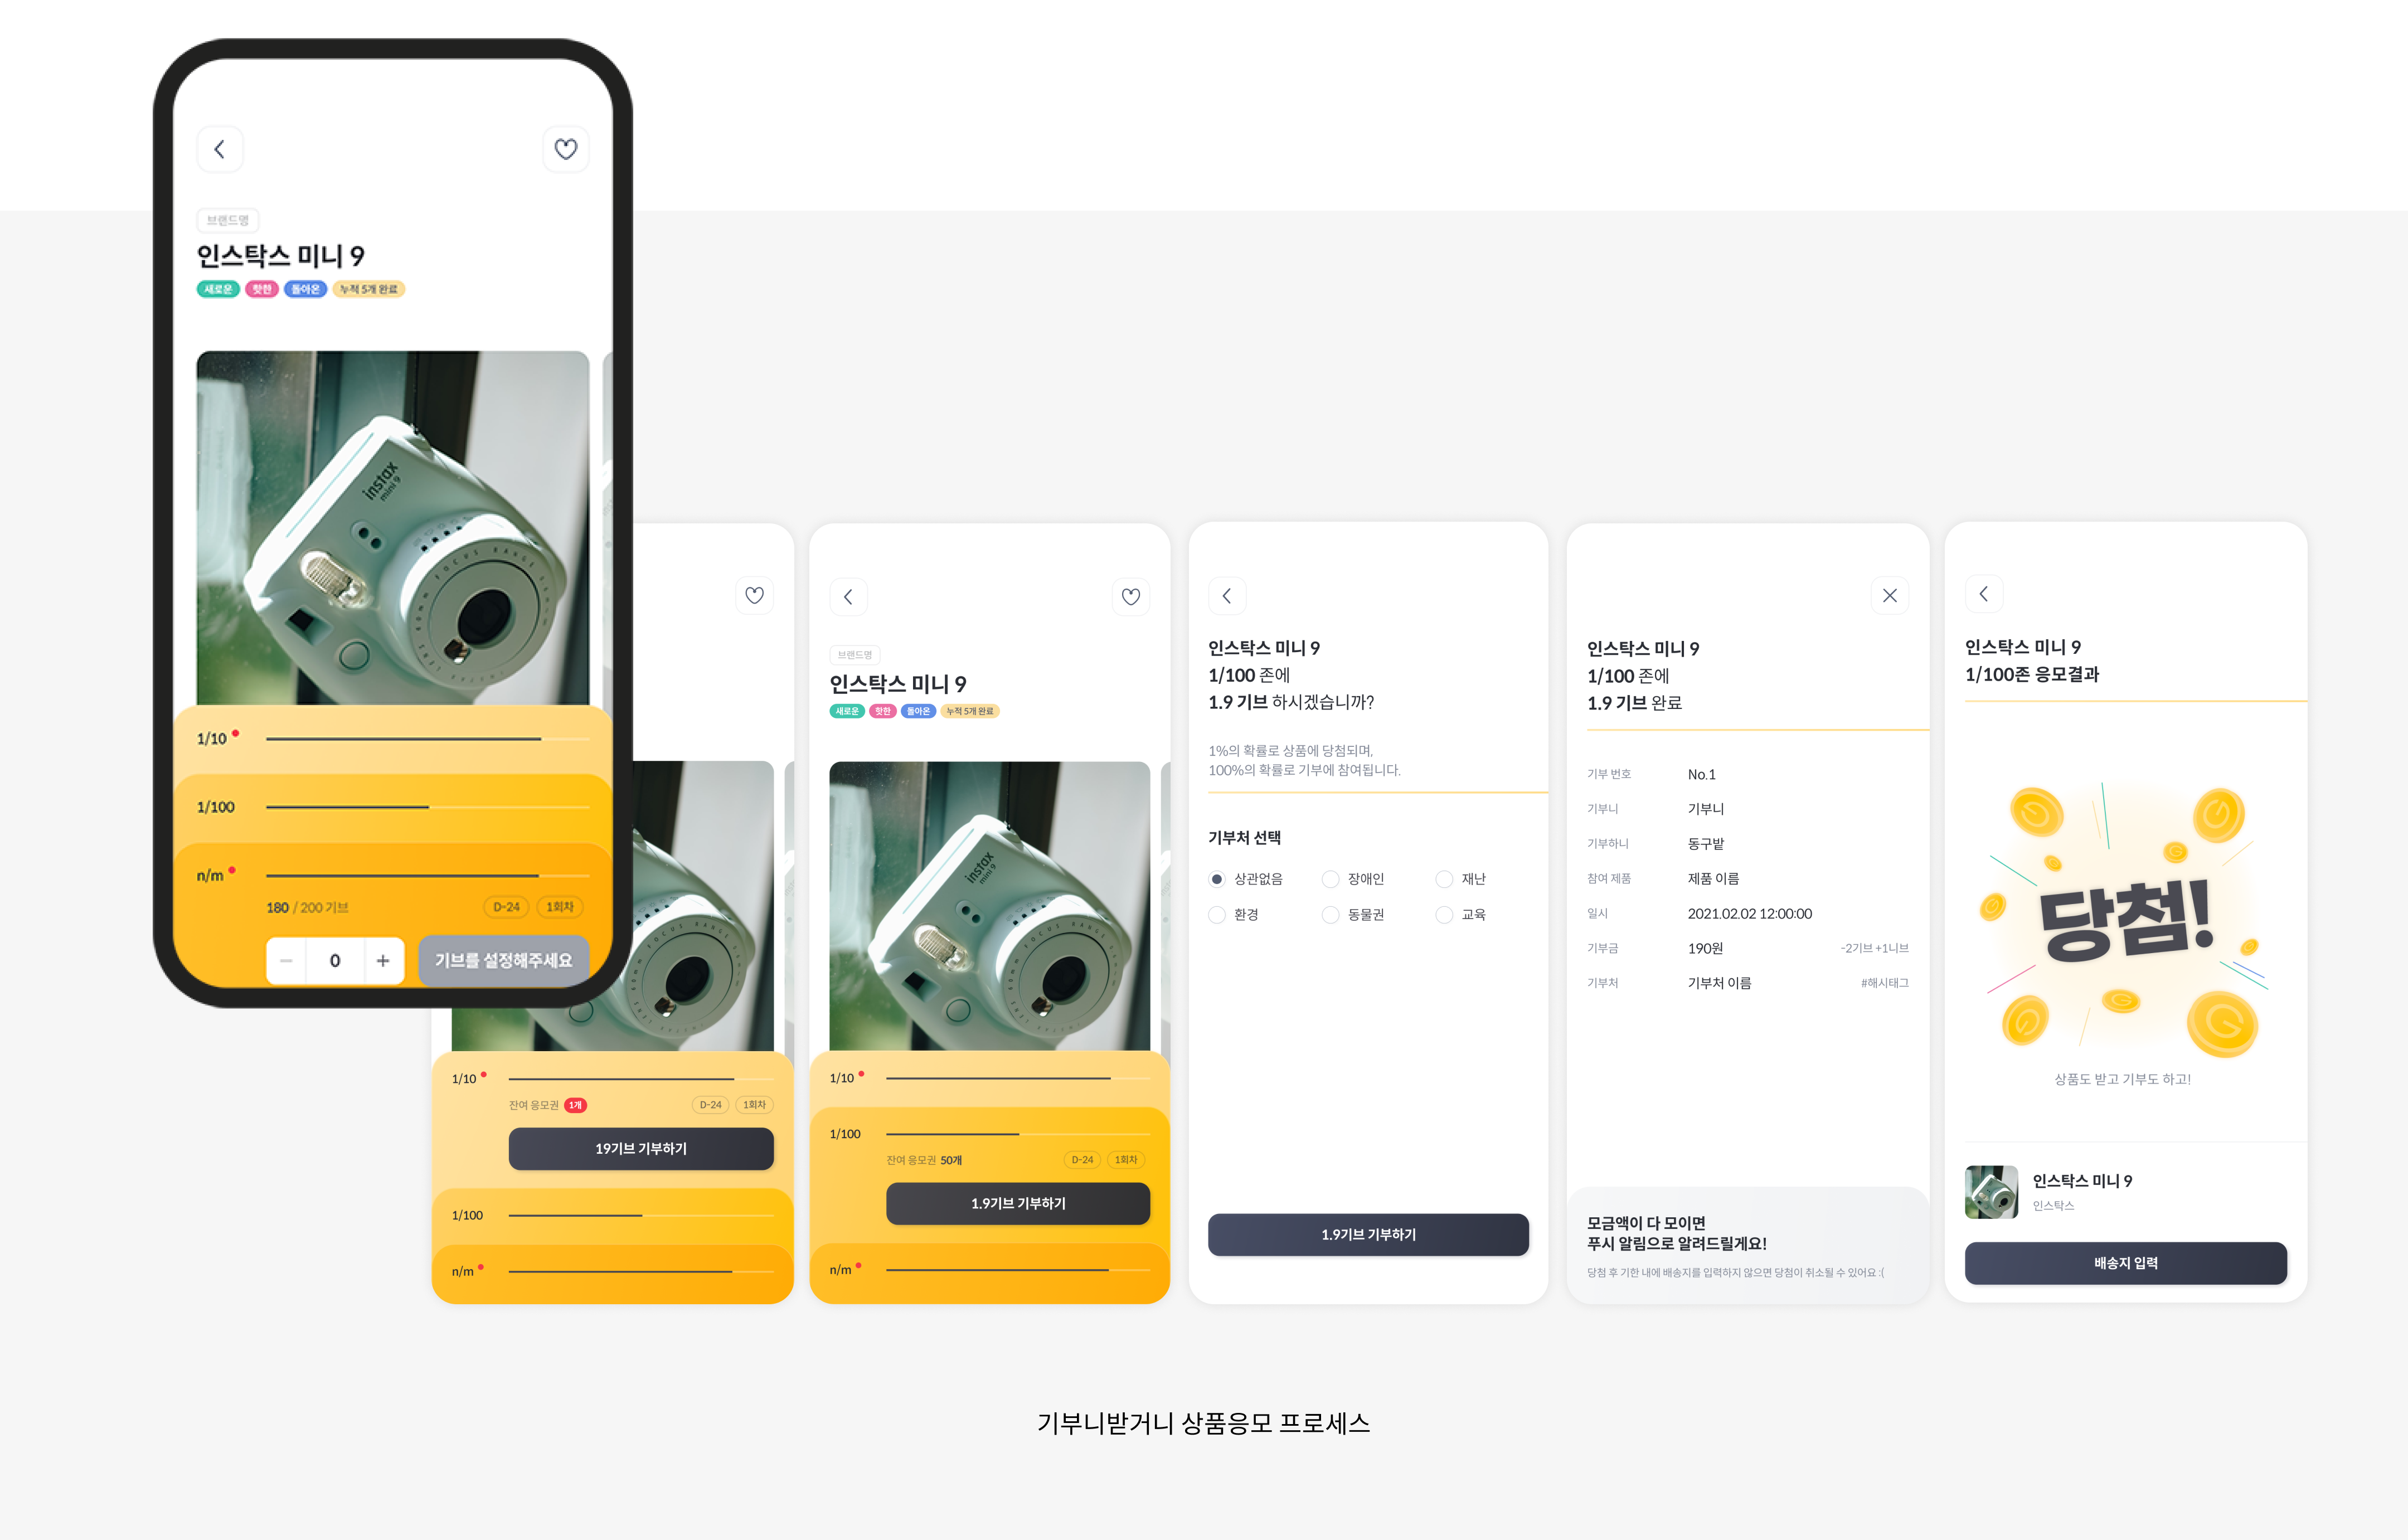 브랜드명
인스탁스 미니 9
새로운 핫한 돌아온 누적 5개 완료
instax
mini 9
FOCUS RANGE
1/10
1/100
n/m
180 / 200 기브 D-24 1회차
0 기브를 설정해주세요
1/10
잔여 응모권 1개 D-24 1회차
19기브 기부하기
1/100
n/m
브랜드명
인스탁스 미니 9
새로운 핫한 돌아온 누적 5개 완료
instax
mini 9
FOCUS RANGE
1/10
1/100
잔여 응모권 50개 D-24 1회차
1.9기브 기부하기
n/m
인스탁스 미니 9
1/100 존에
1.9 기브 하시겠습니까?
1%의 확률로 상품에 당첨되며,
100%의 확률로 기부에 참여됩니다.
기부처 선택
상관없음 장애인 재난
환경 동물권 교육
1.9기브 기부하기
인스탁스 미니 9
1/100 존에
1.9 기브 완료
기부 번호 No.1
기부니 기부니
기부하니 동구밭
참여 제품 제품 이름
일시 2021.02.02 12:00:00
기부금 190원 -2기브 +1니브
기부처 기부처 이름 #해시태그
모금액이 다 모이면
푸시 알림으로 알려드릴게요!
당첨 후 기한 내에 배송지를 입력하지 않으면 당첨이 취소될 수 있어요 :(
인스탁스 미니 9
1/100존 응모결과
당첨!
상품도 받고 기부도 하고!
인스탁스 미니 9
인스탁스
배송지 입력
기부니받거니 상품응모 프로세스